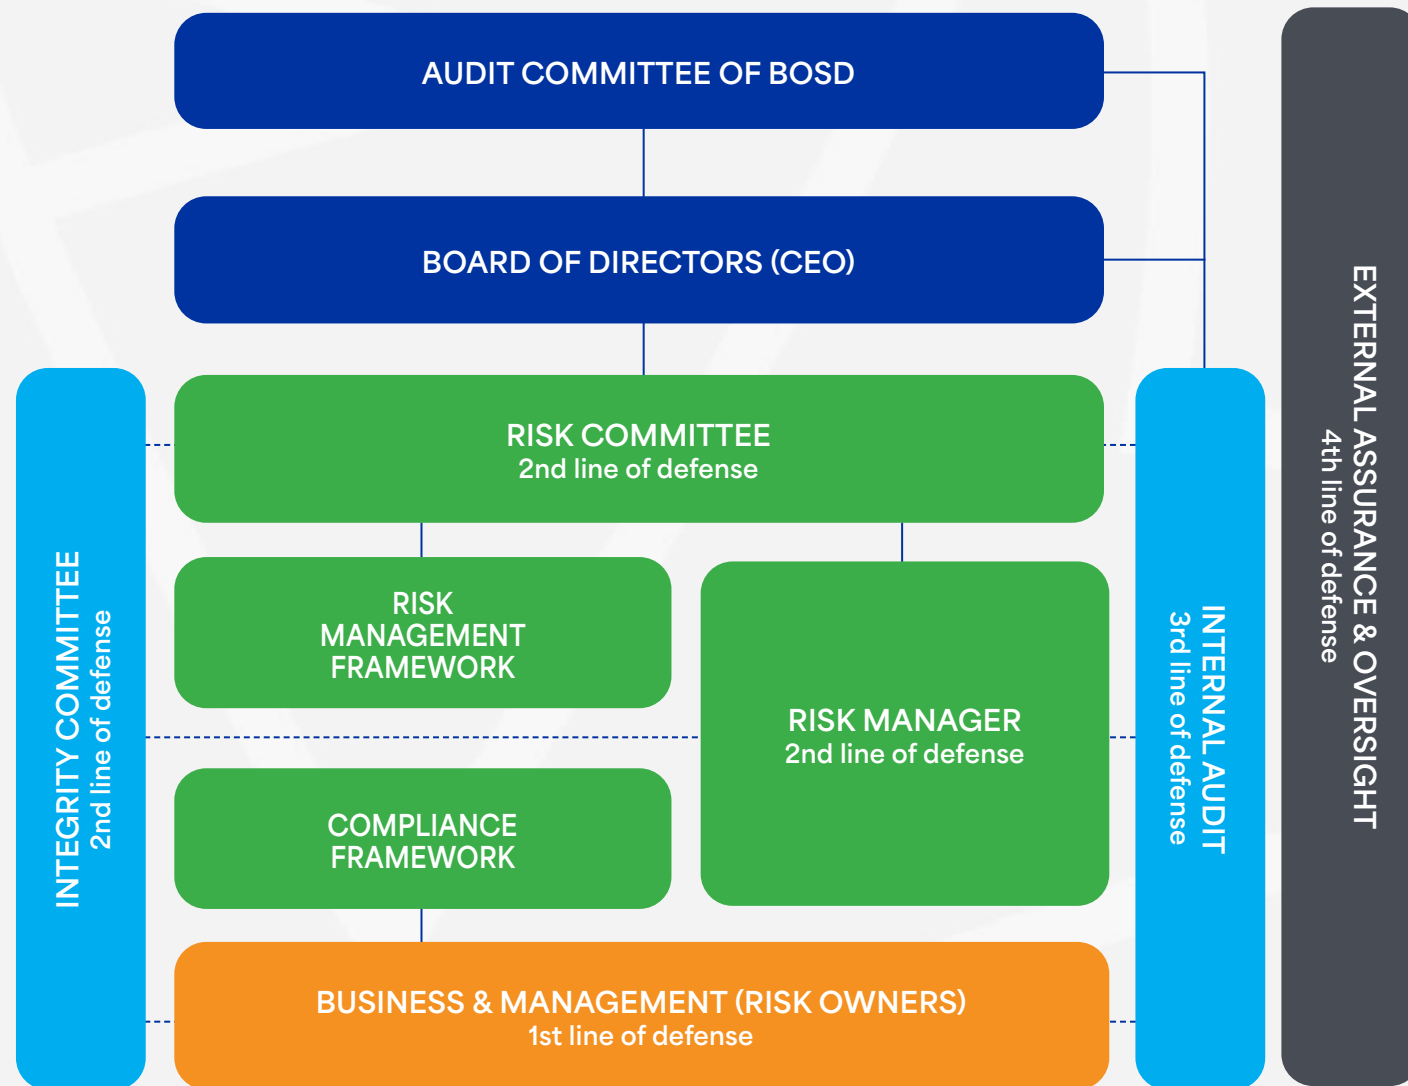 AUDIT COMMITTEE OF BOSD
BOARD OF DIRECTORS (CEO)
RISK COMMITTEE
2nd line of defense
RISK
MANAGEMENT
FRAMEWORK
RISK MANAGER
2nd line of defense
COMPLIANCE
FRAMEWORK
BUSINESS & MANAGEMENT (RISK OWNERS)
1st line of defense
INTEGRITY COMMITTEE
2nd line of defense
INTERNAL AUDIT
3rd line of defense
EXTERNAL ASSURANCE & OVERSIGHT
4th line of defense